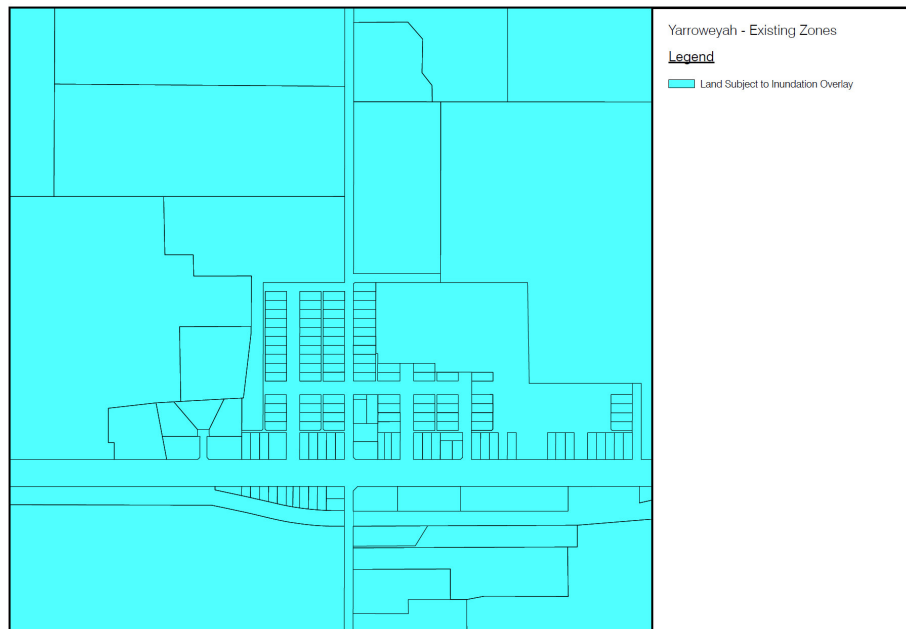 Yarroweyah - Existing Zones
Legend
Land Subject to Inundation Overlay